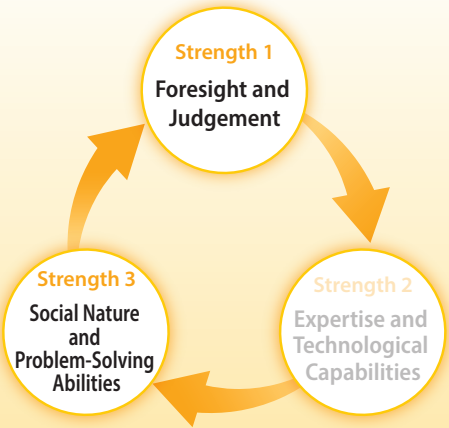 Strength 1
Foresight and
Judgement
Strength 2
Expertise and
Technological
Capabilities
Strength 3
Social Nature
and
Problem-Solving
Abilities